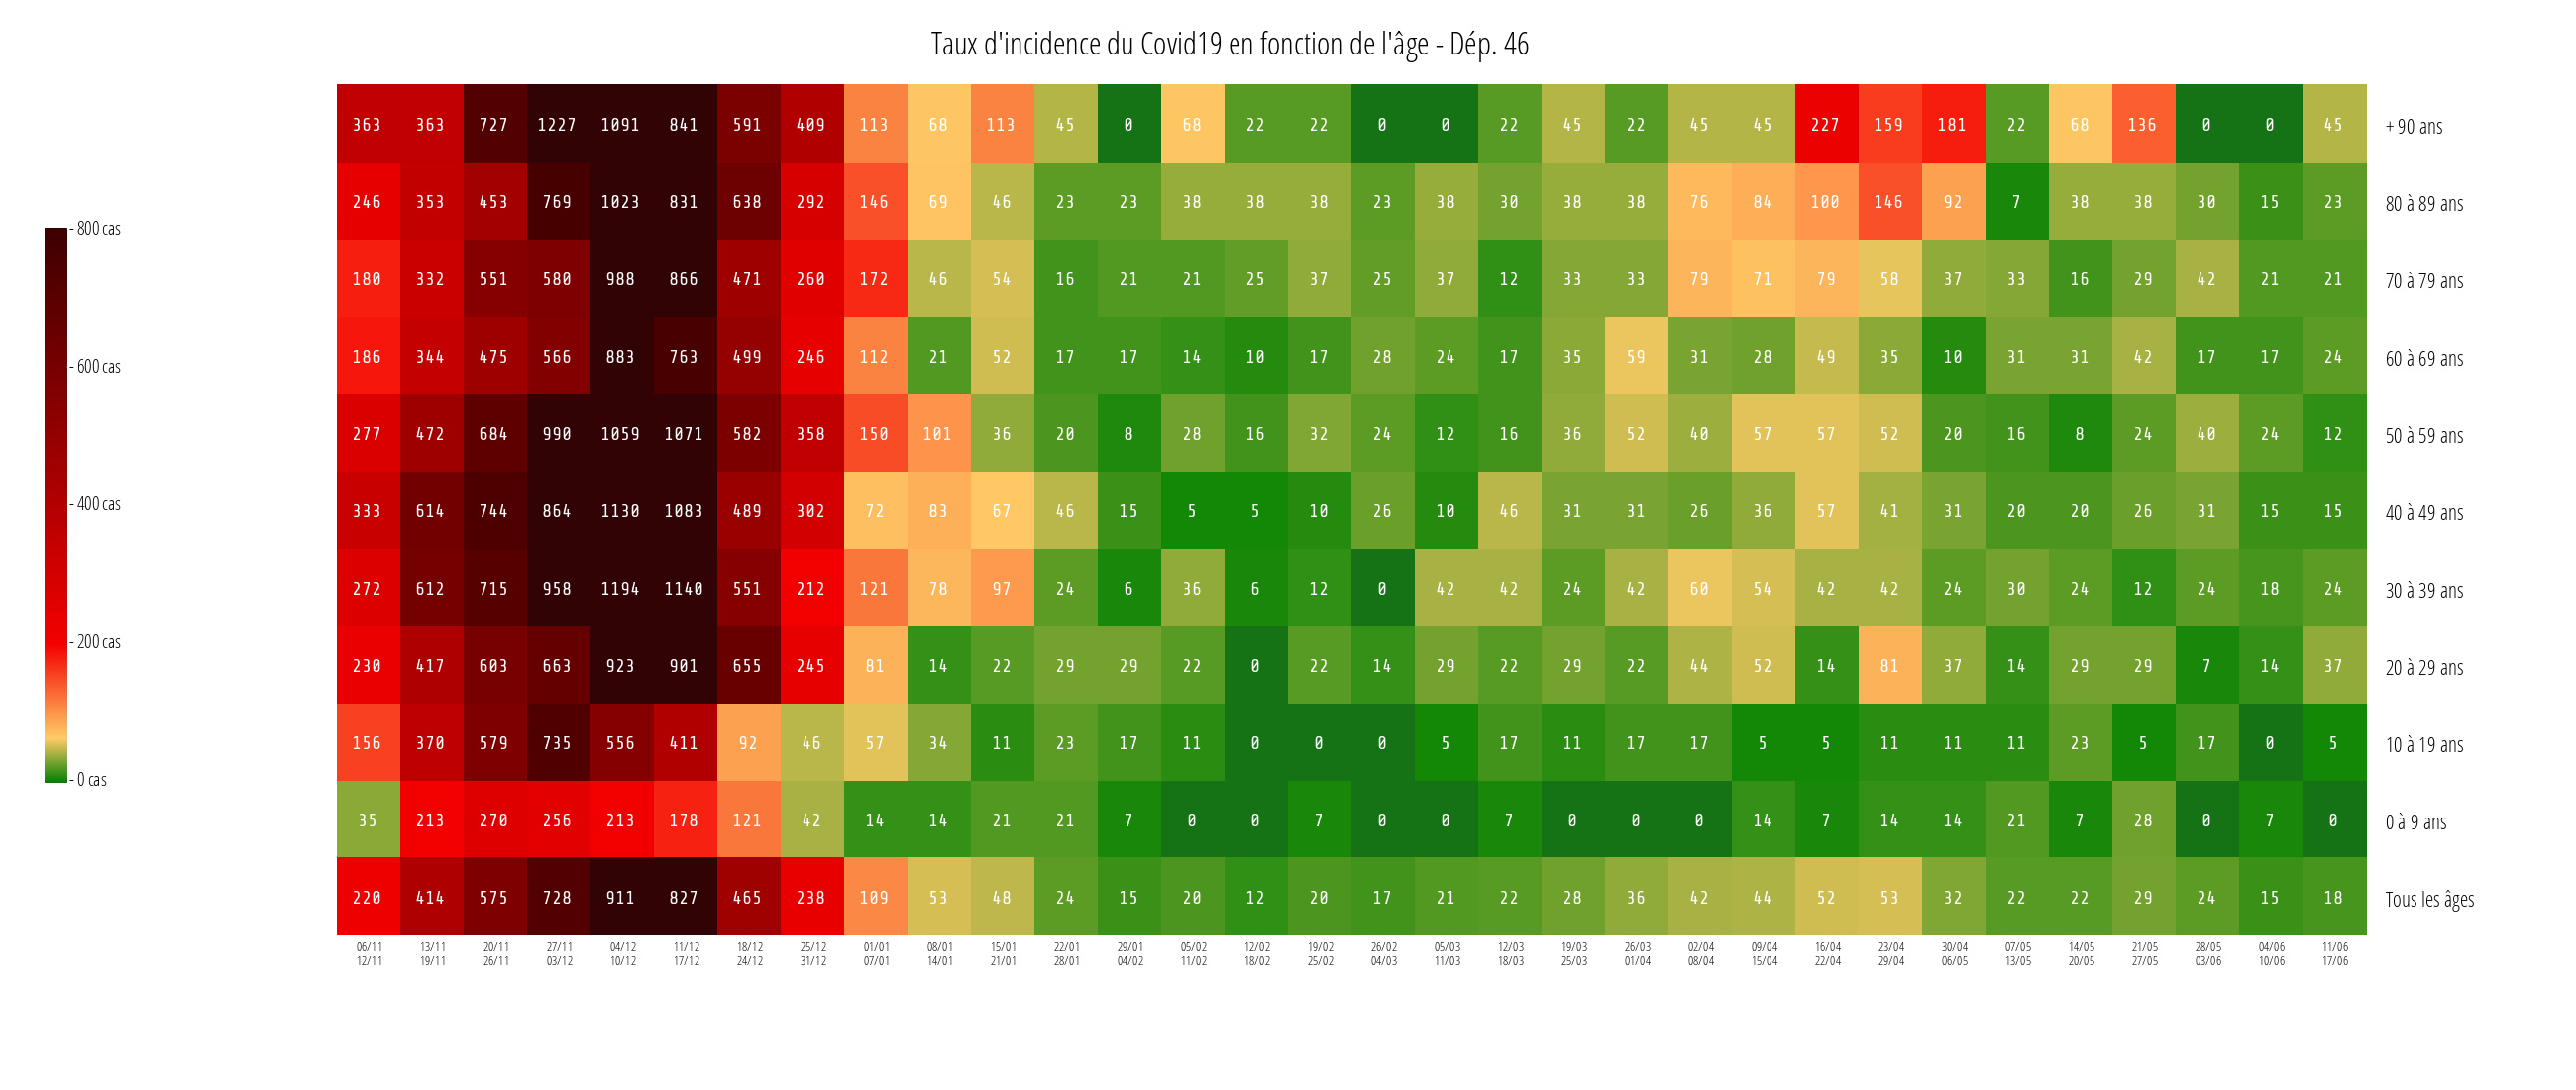 Taux d'incidence du Covid19 en fonction de l'âge - Dép. 46
- 800 cas
- 600 cas
- 400 cas
- 200 cas
- 0 cas
363 363 727 1227 1091 841 591 409 113 68 113 45 0 68 22 22 0 0 22 45 22 45 45 227 159 181 22 68 136 0 0 45 + 90 ans
246 353 453 769 1023 831 638 292 146 69 46 23 23 38 38 38 23 38 30 38 38 76 84 100 146 92 7 38 38 30 15 23 80 à 89 ans
180 332 551 580 988 866 471 260 172 46 54 16 21 21 25 37 25 37 12 33 33 79 71 79 58 37 33 16 29 42 21 21 70 à 79 ans
186 344 475 566 883 763 499 246 112 21 52 17 17 14 10 17 28 24 17 35 59 31 28 49 35 10 31 31 42 17 17 24 60 à 69 ans
277 472 684 990 1059 1071 582 358 150 101 36 20 8 28 16 32 24 12 16 36 52 40 57 57 52 20 16 8 24 40 24 12 50 à 59 ans
333 614 744 864 1130 1083 489 302 72 83 67 46 15 5 5 10 26 10 46 31 31 26 36 57 41 31 20 20 26 31 15 15 40 à 49 ans
272 612 715 958 1194 1140 551 212 121 78 97 24 6 36 6 12 0 42 42 24 42 60 54 42 42 24 30 24 12 24 18 24 30 à 39 ans
230 417 603 663 923 901 655 245 81 14 22 29 29 22 0 22 14 29 22 29 22 44 52 14 81 37 14 29 29 7 14 37 20 à 29 ans
156 370 579 735 556 411 92 46 57 34 11 23 17 11 0 0 0 5 17 11 17 17 5 5 11 11 11 23 5 17 0 5 10 à 19 ans
35 213 270 256 213 178 121 42 14 14 21 21 7 0 0 7 0 0 7 0 0 0 14 7 14 14 21 7 28 0 7 0 0 à 9 ans
220 414 575 728 911 827 465 238 109 53 48 24 15 20 12 20 17 21 22 28 36 42 44 52 53 32 22 22 29 24 15 18 Tous les âges
06/11 13/11 20/11 27/11 04/12 11/12 18/12 25/12 01/01 08/01 15/01 22/01 29/01 05/02 12/02 19/02 26/02 05/03 12/03 19/03 26/03 02/04 09/04 16/04 23/04 30/04 07/05 14/05 21/05 28/05 04/06 11/06
12/11 19/11 26/11 03/12 10/12 17/12 24/12 31/12 07/01 14/01 21/01 28/01 04/02 11/02 18/02 25/02 04/03 11/03 18/03 25/03 01/04 08/04 15/04 22/04 29/04 06/05 13/05 20/05 27/05 03/06 10/06 17/06